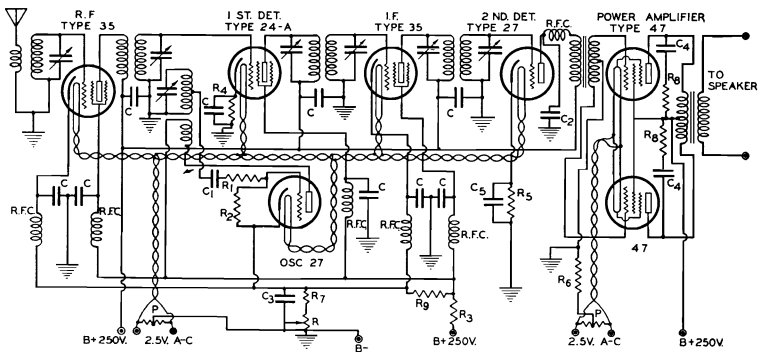 R.F
TYPE 35
1 ST. DET.
TYPE 24-A
I.F.
TYPE 35
2 ND. DET.
TYPE 27
R.F.C.
POWER AMPLIFIER
TYPE 47
C4
R8
TO
SPEAKER
R4
C
C
C
C
C
C2
R8
C4
C
C
C1
R1
R2
C
C
C
C5
R5
R.F.C.
R.F.C.
R.F.C.
R.F.C.
R.F.C.
OSC 27
47
R6
C3
R7
R9
R3
P
R
P
B+250V.
2.5V. A-C
B-
B+250V.
2.5V. A-C
B+250V.